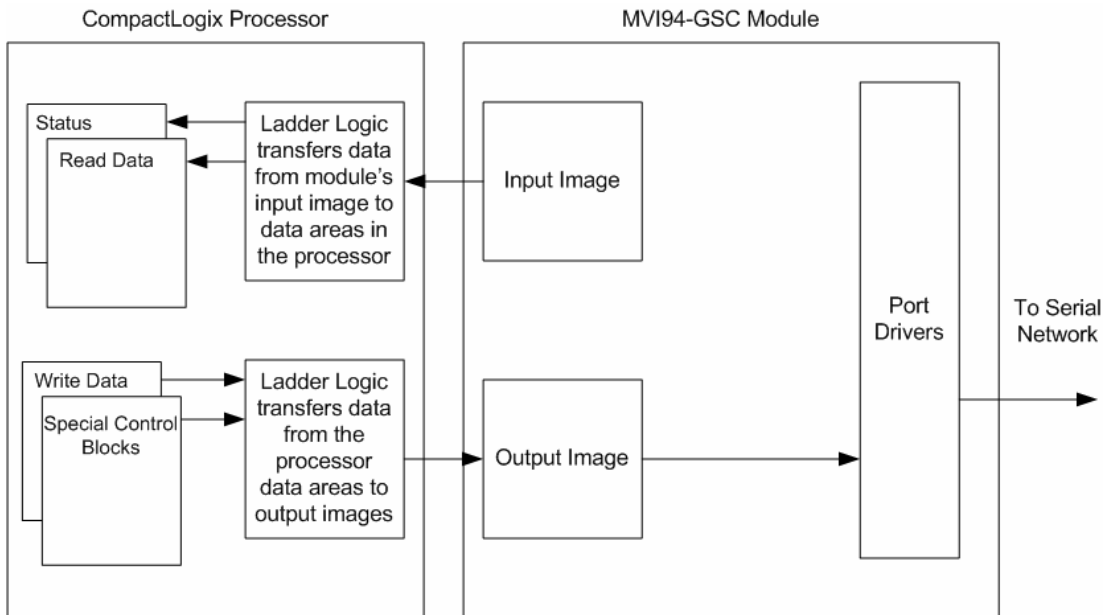 CompactLogix Processor
MVI94-GSC Module
Status
Read Data
Ladder Logic
transfers data
from module's
input image to
data areas in
the processor
Input Image
Port
Drivers
To Serial
Network
Write Data
Special Control
Blocks
Ladder Logic
transfers data
from the
processor
data areas to
output images
Output Image